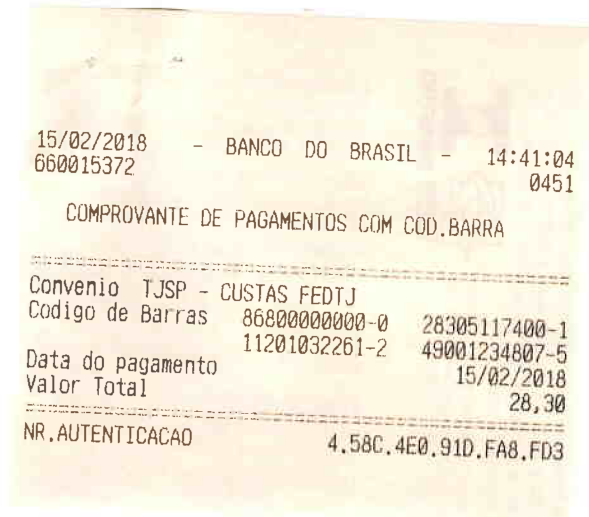 15/02/2018 - BANCO DO BRASIL - 14:41:04
660015372 0451
COMPROVANTE DE PAGAMENTOS COM COD.BARRA
Convenio TJSP - CUSTAS FEDTJ
Codigo de Barras 86800000000-0 28305117400-1
11201032261-2 49001234807-5
Data do pagamento 15/02/2018
Valor Total 28,30
NR.AUTENTICACAO 4.58C.4E0.91D.FA8.FD3